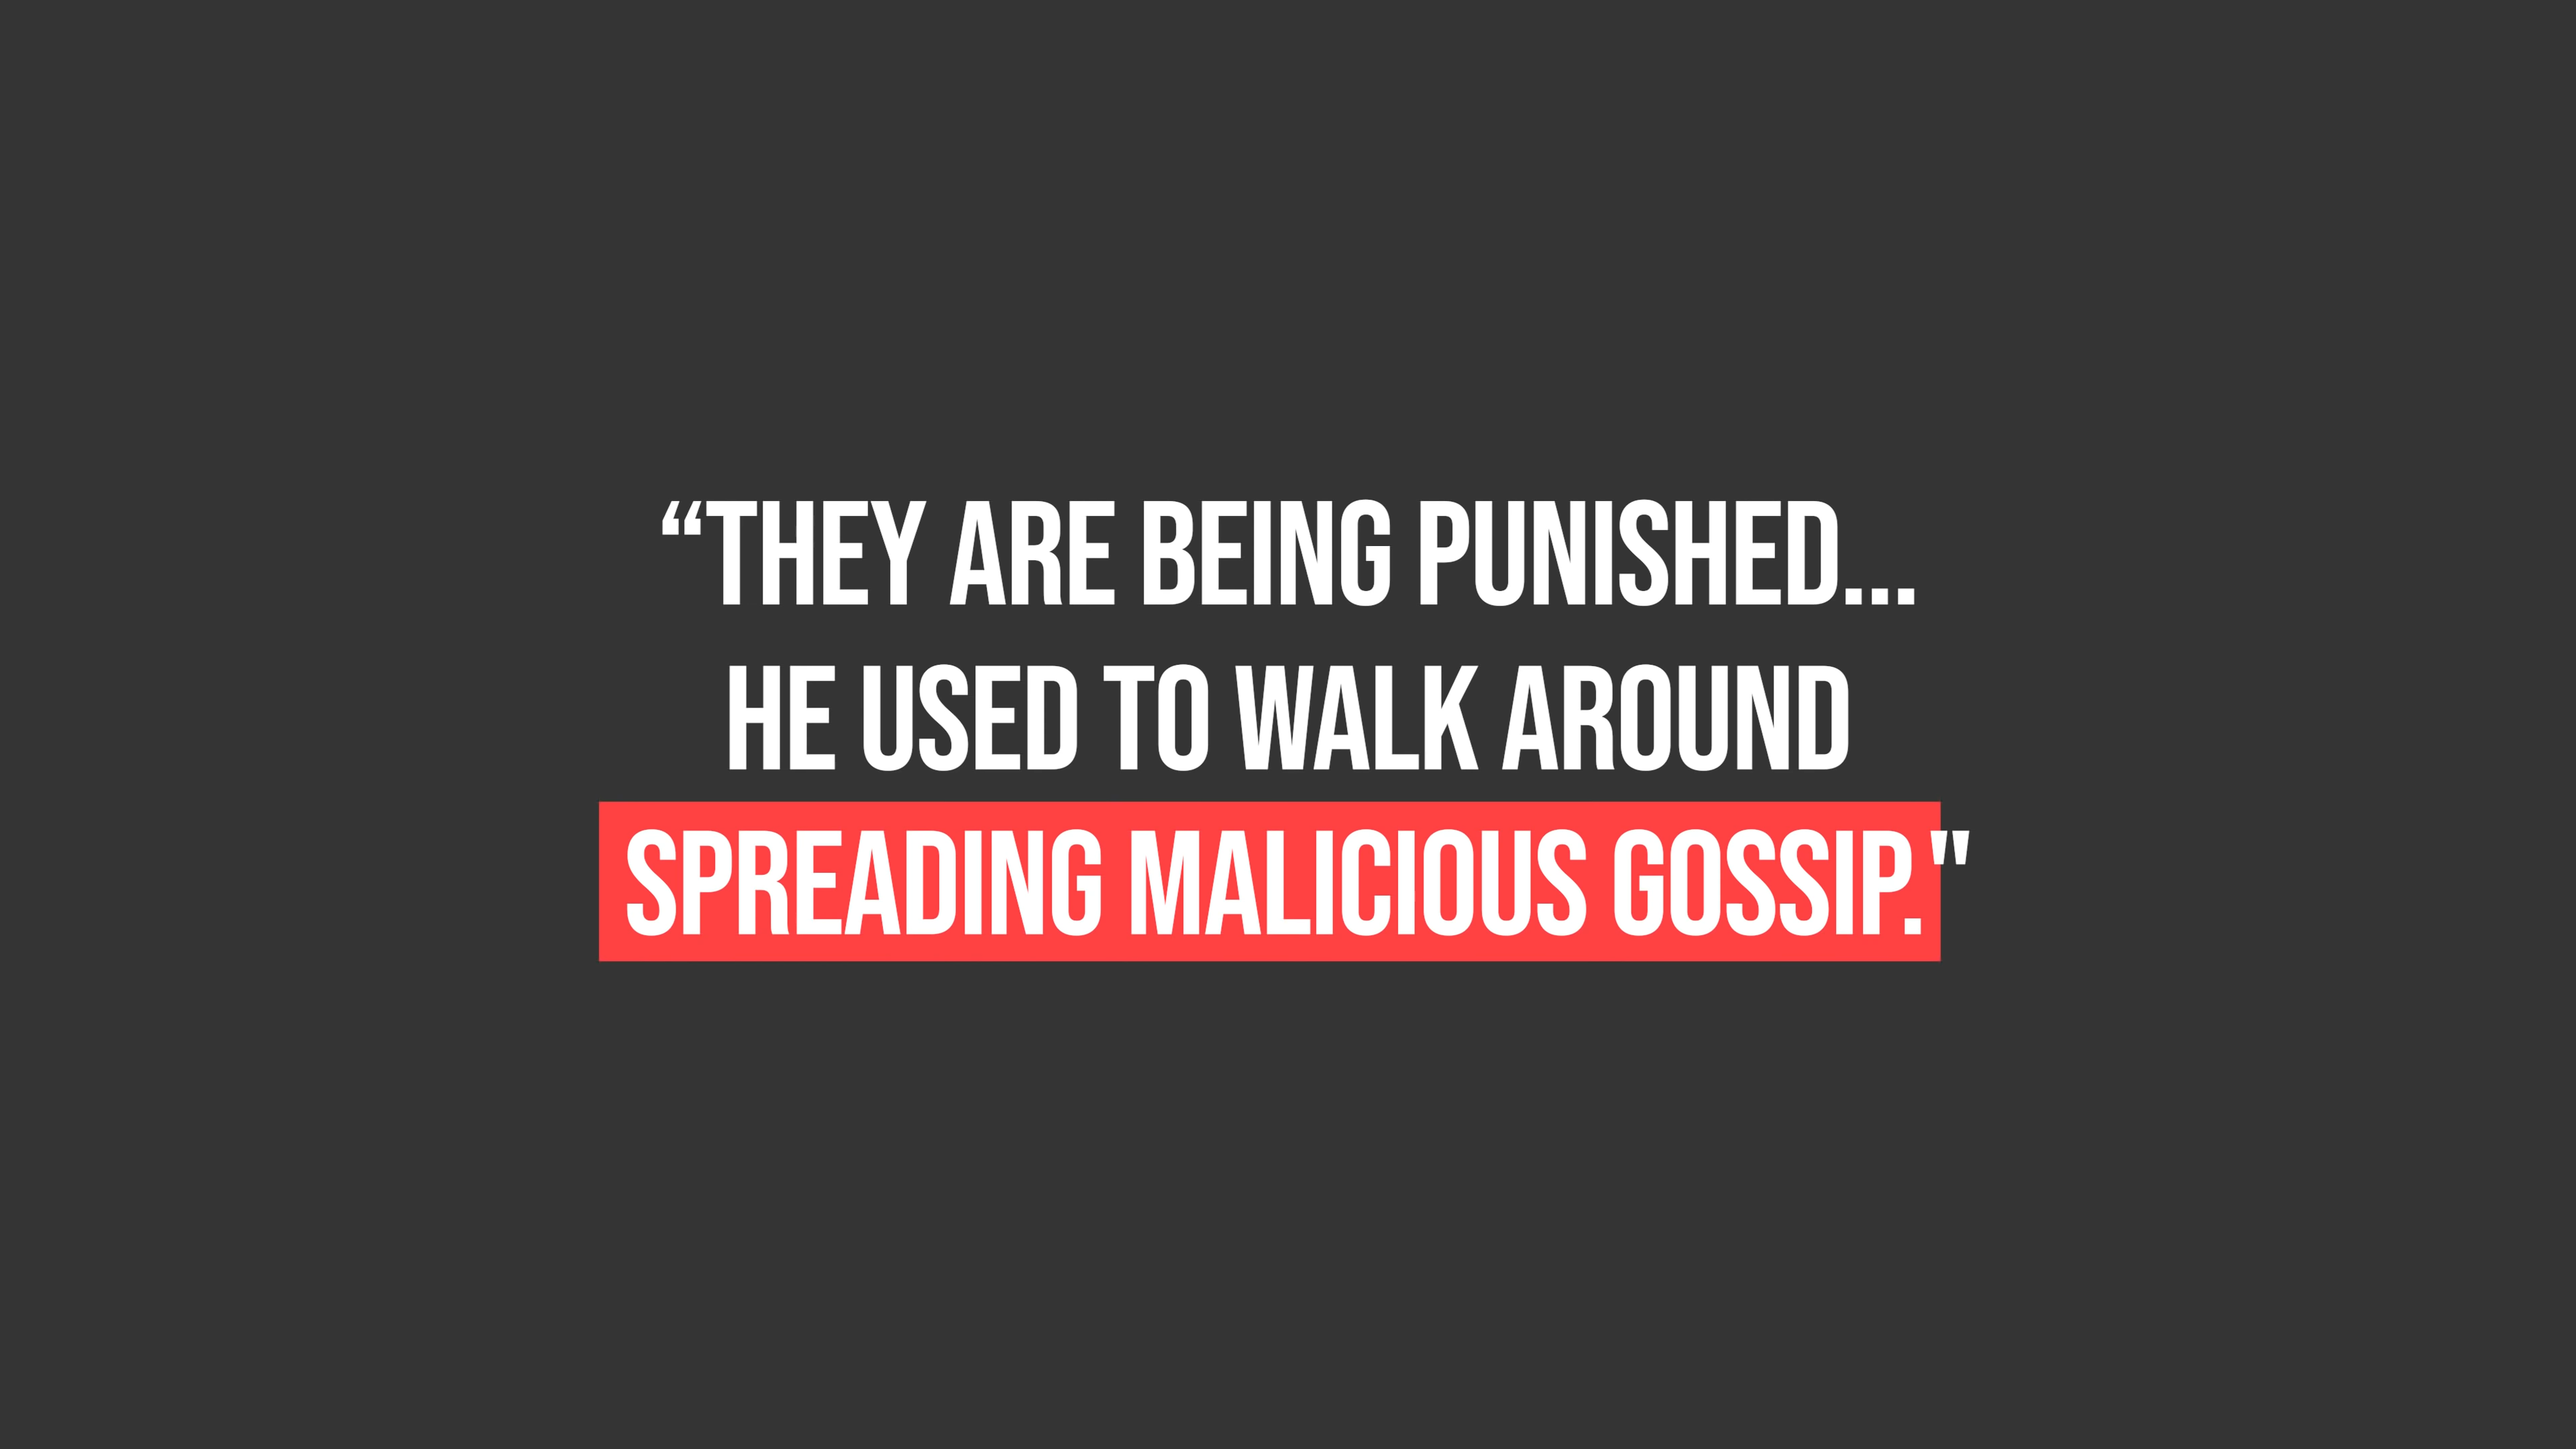 “THEY ARE BEING PUNISHED...
HE USED TO WALK AROUND
SPREADING MALICIOUS GOSSIP."